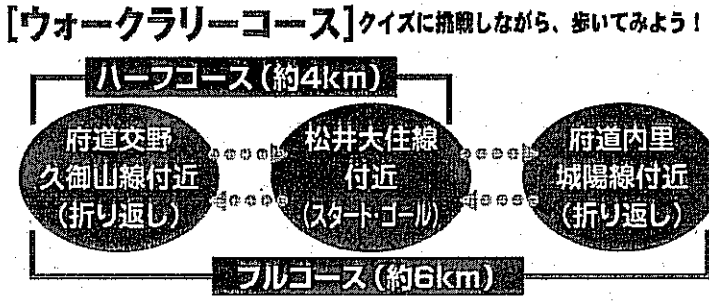 [ウォークラリーコース]クイズに挑戦しながら、歩いてみよう！
ハーフコース(約4km)
府道交野
久御山線付近
(折り返し)
松井大住線
付近
(スタート・ゴール)
府道内里
城陽線付近
(折り返し)
フルコース(約6km)